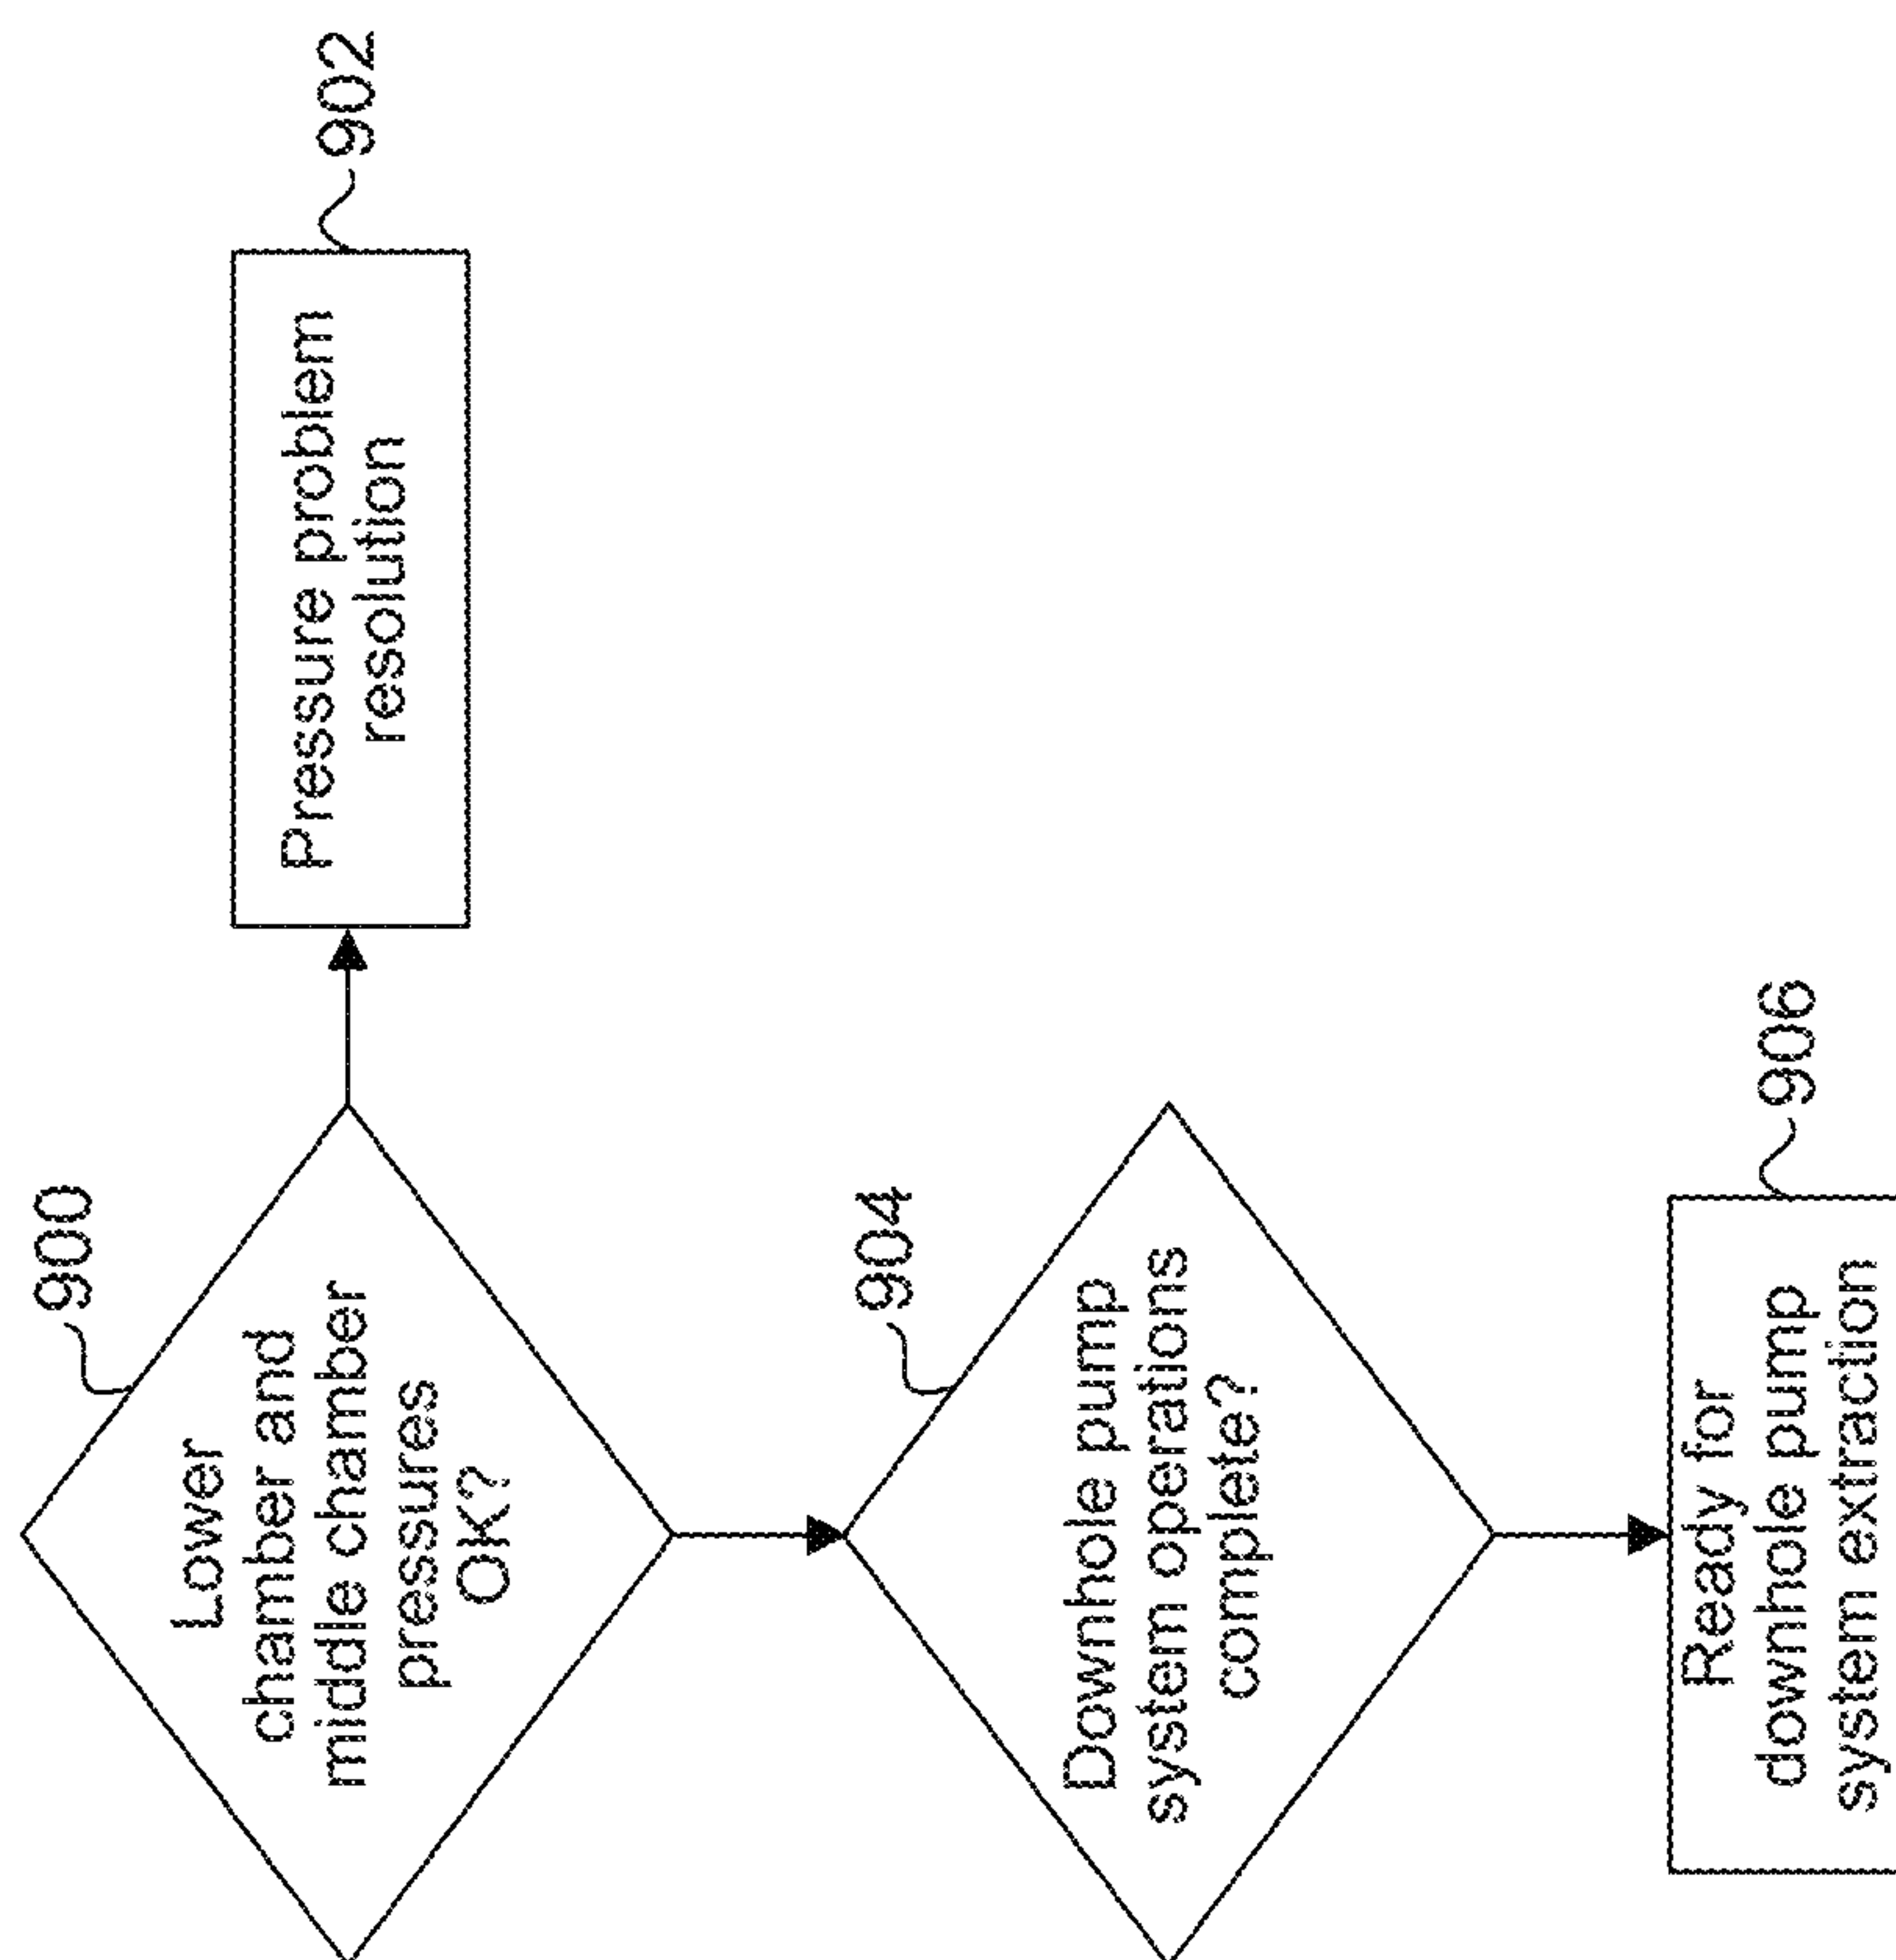 900
Lower
chamber and
middle chamber
pressures
OK?
902
Pressure problem
resolution
904
Downhole pump
system operations
complete?
906
Ready for
downhole pump
system extraction